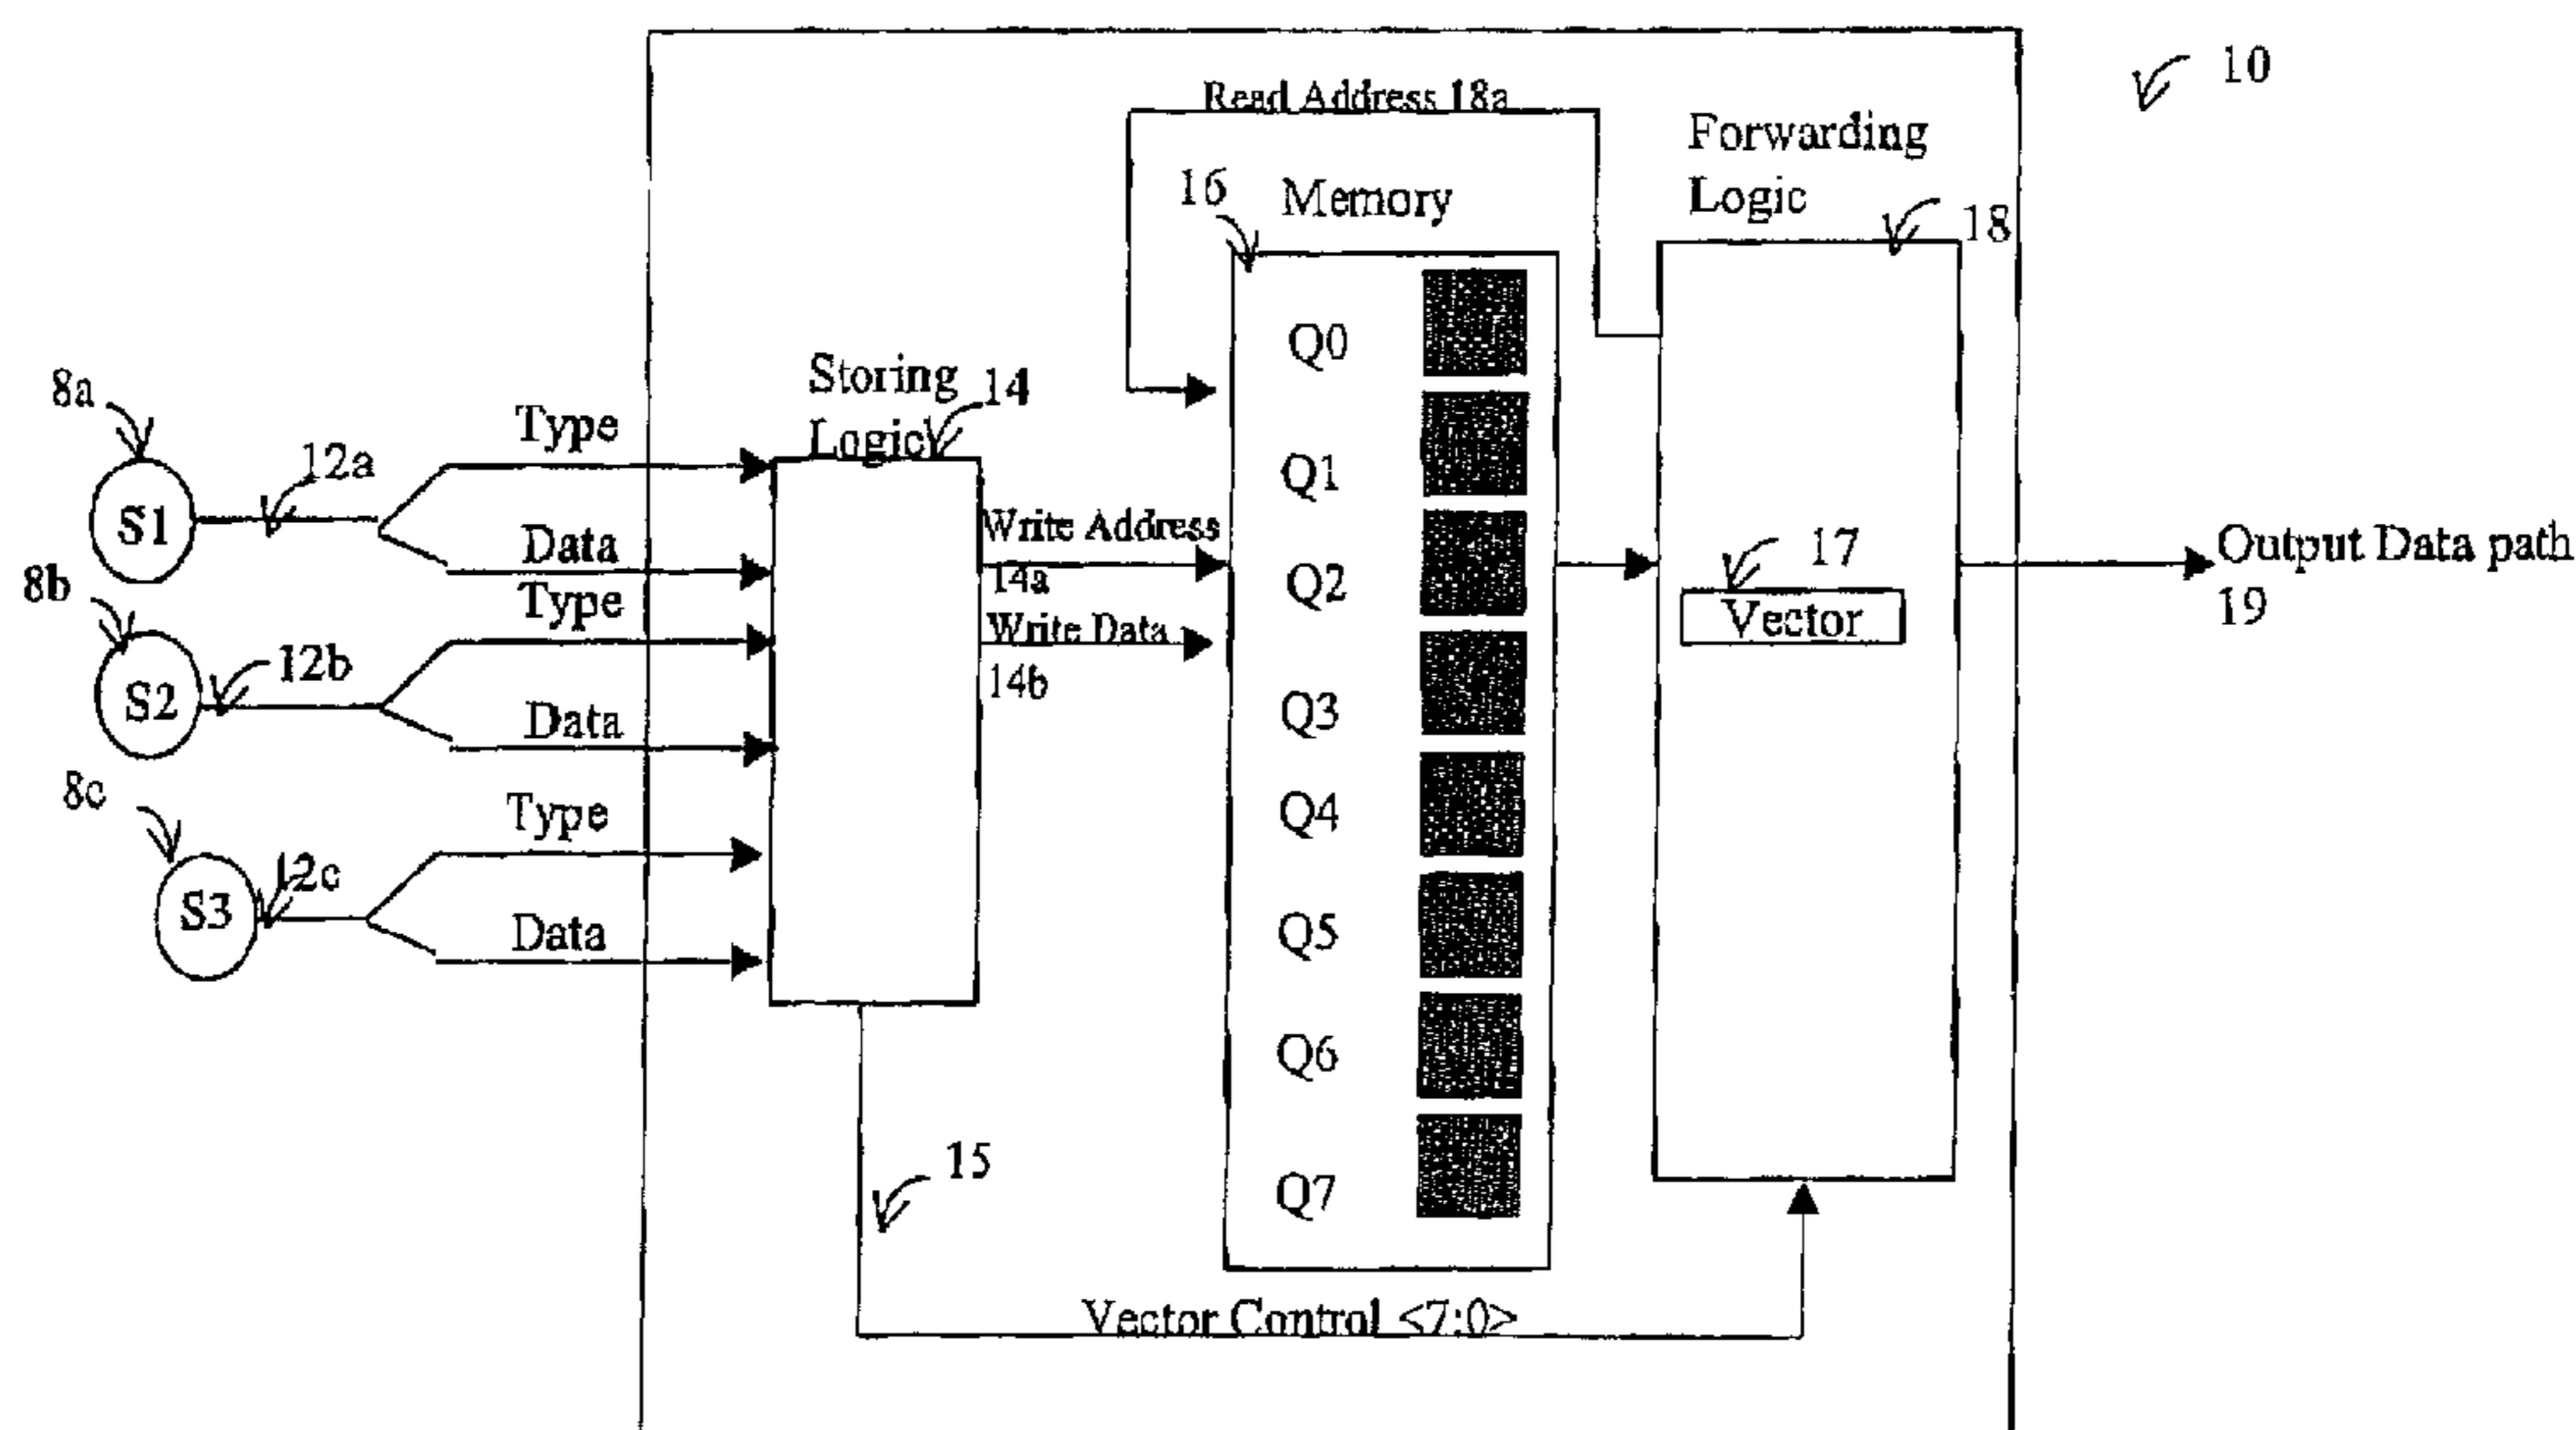 10
Read Address 18a
Forwarding
Logic
18
16
Memory
Q0
Q1
Q2
Q3
Q4
Q5
Q6
Q7
Storing
Logic
14
8a
S1
12a
Type
Data
8b
S2
12b
Type
Data
8c
S3
12c
Type
Data
Write Address
14a
Write Data
14b
17
Vector
Output Data path
19
15
Vector Control <7:0>